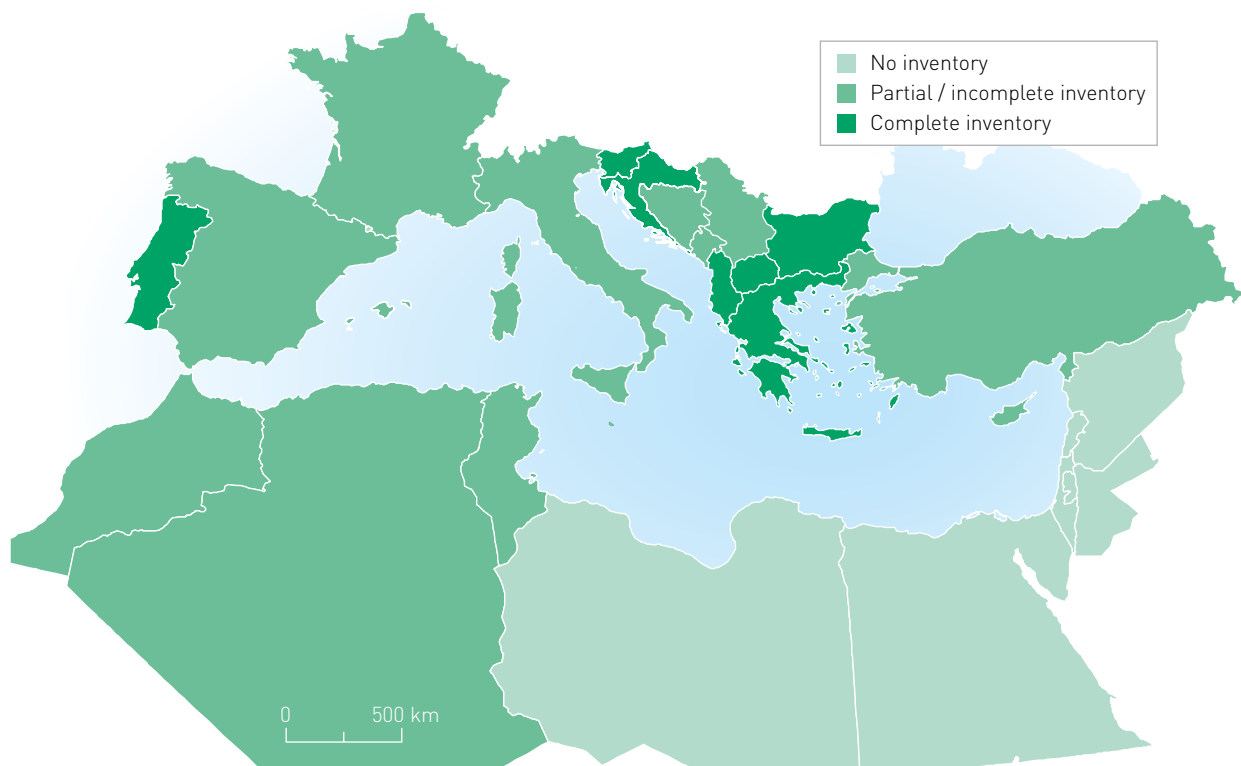 No inventory
Partial / incomplete inventory
Complete inventory
0 500 km